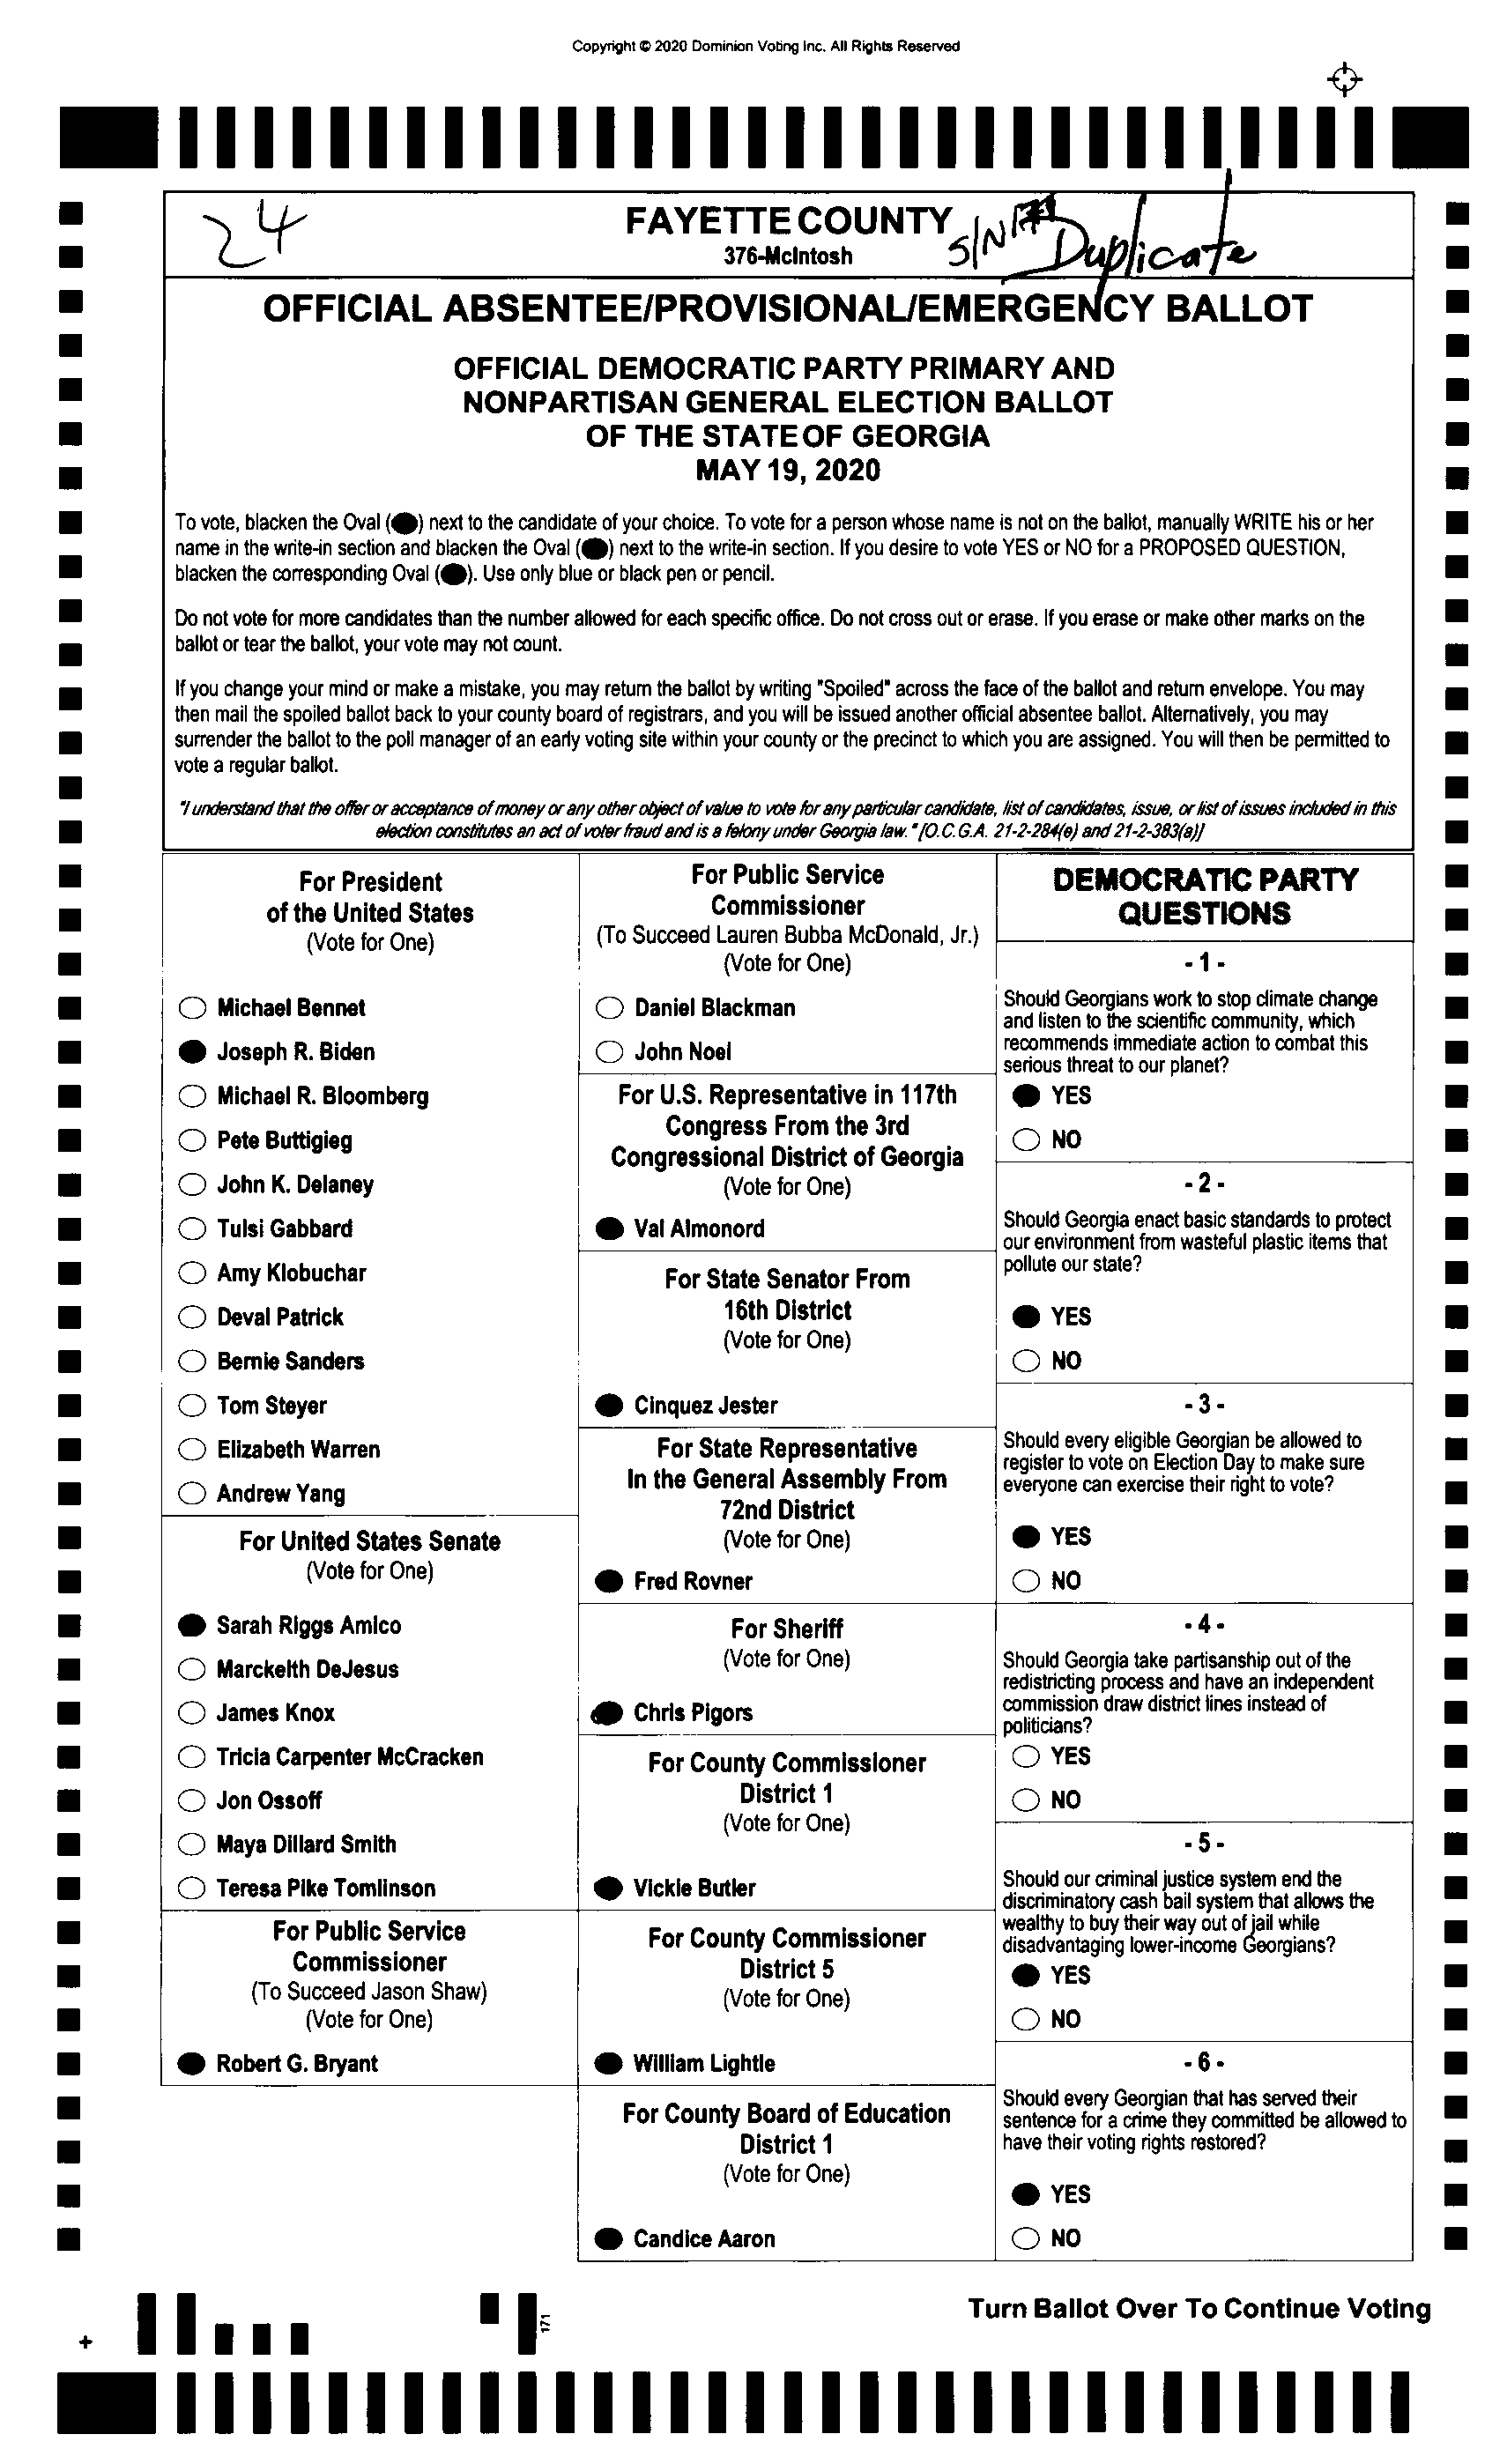 Copyright © 2020 Dominion Voting Inc. All Rights Reserved
24
FAYETTE COUNTY
376-McIntosh
S/N
Duplicate
OFFICIAL ABSENTEE/PROVISIONAL/EMERGENCY BALLOT
OFFICIAL DEMOCRATIC PARTY PRIMARY AND
NONPARTISAN GENERAL ELECTION BALLOT
OF THE STATE OF GEORGIA
MAY 19, 2020
To vote, blacken the Oval (⬬) next to the candidate of your choice. To vote for a person whose name is not on the ballot, manually WRITE his or her
name in the write-in section and blacken the Oval (⬬) next to the write-in section. If you desire to vote YES or NO for a PROPOSED QUESTION,
blacken the corresponding Oval (⬬). Use only blue or black pen or pencil.
Do not vote for more candidates than the number allowed for each specific office. Do not cross out or erase. If you erase or make other marks on the
ballot or tear the ballot, your vote may not count.
If you change your mind or make a mistake, you may return the ballot by writing "Spoiled" across the face of the ballot and return envelope. You may
then mail the spoiled ballot back to your county board of registrars, and you will be issued another official absentee ballot. Alternatively, you may
surrender the ballot to the poll manager of an early voting site within your county or the precinct to which you are assigned. You will then be permitted to
vote a regular ballot.
"I understand that the offer or acceptance of money or any other object of value to vote for any particular candidate, list of candidates, issue, or list of issues included in this
election constitutes an act of voter fraud and is a felony under Georgia law." [O.C.G.A. 21-2-284(e) and 21-2-383(a)]
For President
of the United States
(Vote for One)
Michael Bennet
Joseph R. Biden
Michael R. Bloomberg
Pete Buttigieg
John K. Delaney
Tulsi Gabbard
Amy Klobuchar
Deval Patrick
Bernie Sanders
Tom Steyer
Elizabeth Warren
Andrew Yang
For United States Senate
(Vote for One)
Sarah Riggs Amico
Marckeith DeJesus
James Knox
Tricia Carpenter McCracken
Jon Ossoff
Maya Dillard Smith
Teresa Pike Tomlinson
For Public Service
Commissioner
(To Succeed Jason Shaw)
(Vote for One)
Robert G. Bryant
For Public Service
Commissioner
(To Succeed Lauren Bubba McDonald, Jr.)
(Vote for One)
Daniel Blackman
John Noel
For U.S. Representative in 117th
Congress From the 3rd
Congressional District of Georgia
(Vote for One)
Val Almonord
For State Senator From
16th District
(Vote for One)
Cinquez Jester
For State Representative
In the General Assembly From
72nd District
(Vote for One)
Fred Rovner
For Sheriff
(Vote for One)
Chris Pigors
For County Commissioner
District 1
(Vote for One)
Vickie Butler
For County Commissioner
District 5
(Vote for One)
William Lightle
For County Board of Education
District 1
(Vote for One)
Candice Aaron
DEMOCRATIC PARTY
QUESTIONS
- 1 -
Should Georgians work to stop climate change
and listen to the scientific community, which
recommends immediate action to combat this
serious threat to our planet?
YES
NO
- 2 -
Should Georgia enact basic standards to protect
our environment from wasteful plastic items that
pollute our state?
YES
NO
- 3 -
Should every eligible Georgian be allowed to
register to vote on Election Day to make sure
everyone can exercise their right to vote?
YES
NO
- 4 -
Should Georgia take partisanship out of the
redistricting process and have an independent
commission draw district lines instead of
politicians?
YES
NO
- 5 -
Should our criminal justice system end the
discriminatory cash bail system that allows the
wealthy to buy their way out of jail while
disadvantaging lower-income Georgians?
YES
NO
- 6 -
Should every Georgian that has served their
sentence for a crime they committed be allowed to
have their voting rights restored?
YES
NO
Turn Ballot Over To Continue Voting
171